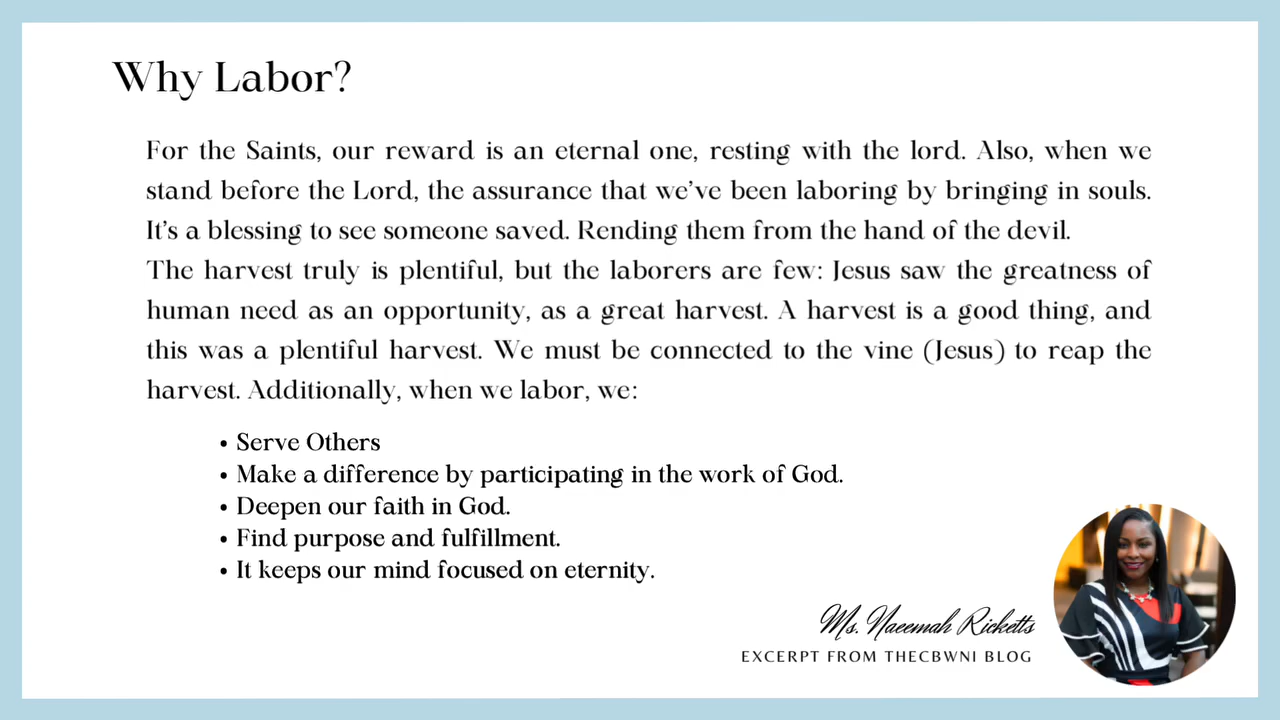 Why Labor?
For the Saints, our reward is an eternal one, resting with the lord. Also, when we
stand before the Lord, the assurance that we've been laboring by bringing in souls.
It's a blessing to see someone saved. Rending them from the hand of the devil.
The harvest truly is plentiful, but the laborers are few: Jesus saw the greatness of
human need as an opportunity, as a great harvest. A harvest is a good thing, and
this was a plentiful harvest. We must be connected to the vine (Jesus) to reap the
harvest. Additionally, when we labor, we:
• Serve Others
• Make a difference by participating in the work of God.
• Deepen our faith in God.
• Find purpose and fulfillment.
• It keeps our mind focused on eternity.
Ms. Naeemah Ricketts
EXCERPT FROM THECBWNI BLOG